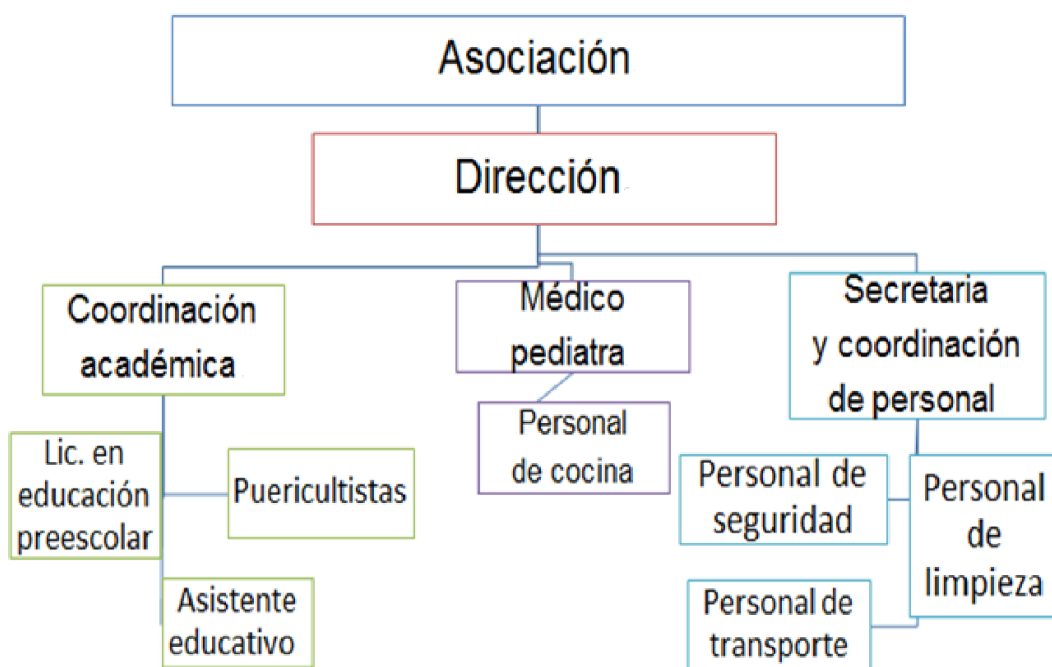 Asociación
Dirección
Coordinación
académica
Médico
pediatra
Secretaria
y coordinación
de personal
Lic. en
educación
preescolar
Puericultistas
Asistente
educativo
Personal
de cocina
Personal de
seguridad
Personal
de
limpieza
Personal de
transporte